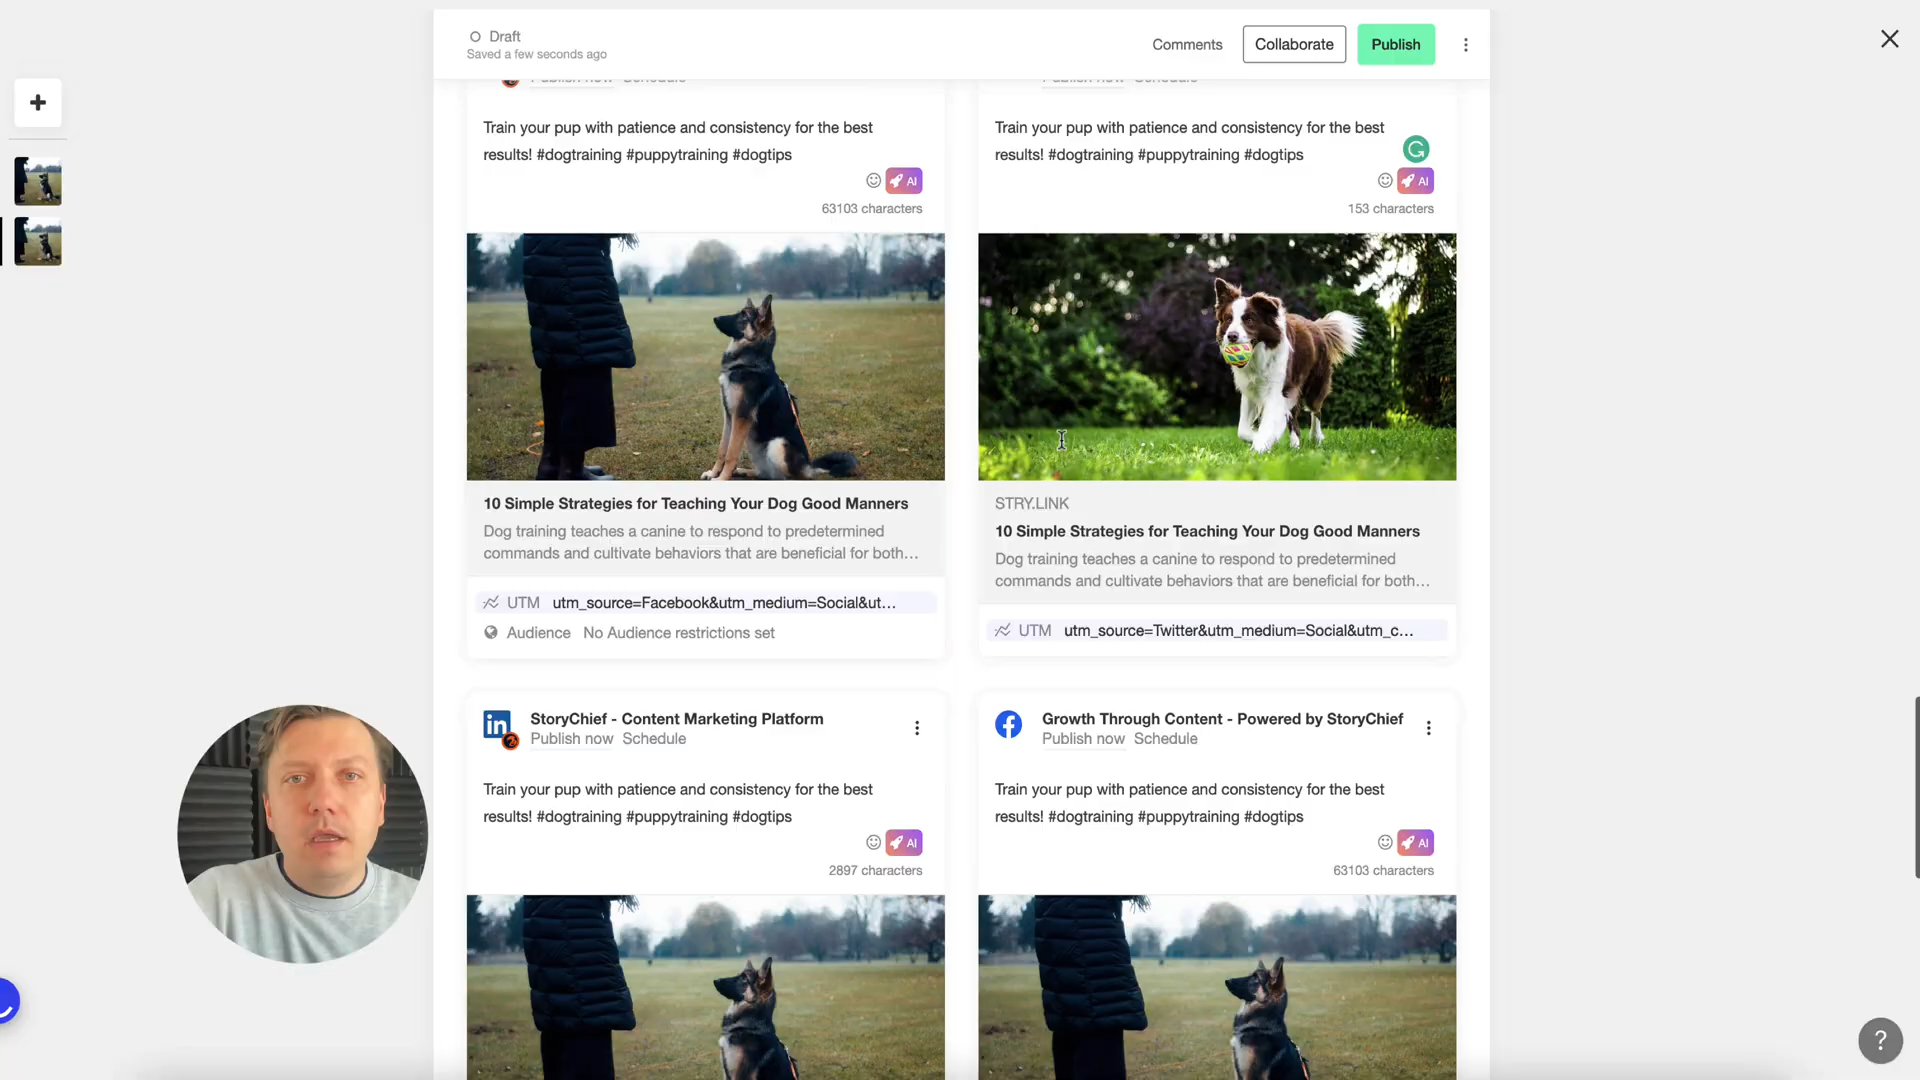 Draft
Saved a few seconds ago
Comments
Collaborate
Publish
Publish now Schedule
Publish now Schedule
Train your pup with patience and consistency for the best
results! #dogtraining #puppytraining #dogtips
AI
63103 characters
Train your pup with patience and consistency for the best
results! #dogtraining #puppytraining #dogtips
AI
153 characters
10 Simple Strategies for Teaching Your Dog Good Manners
Dog training teaches a canine to respond to predetermined
commands and cultivate behaviors that are beneficial for both…
UTM utm_source=Facebook&utm_medium=Social&ut…
Audience No Audience restrictions set
STRY.LINK
10 Simple Strategies for Teaching Your Dog Good Manners
Dog training teaches a canine to respond to predetermined
commands and cultivate behaviors that are beneficial for both…
UTM utm_source=Twitter&utm_medium=Social&utm_c…
in
StoryChief - Content Marketing Platform
Publish now Schedule
Train your pup with patience and consistency for the best
results! #dogtraining #puppytraining #dogtips
AI
2897 characters
Growth Through Content - Powered by StoryChief
Publish now Schedule
Train your pup with patience and consistency for the best
results! #dogtraining #puppytraining #dogtips
AI
63103 characters
?